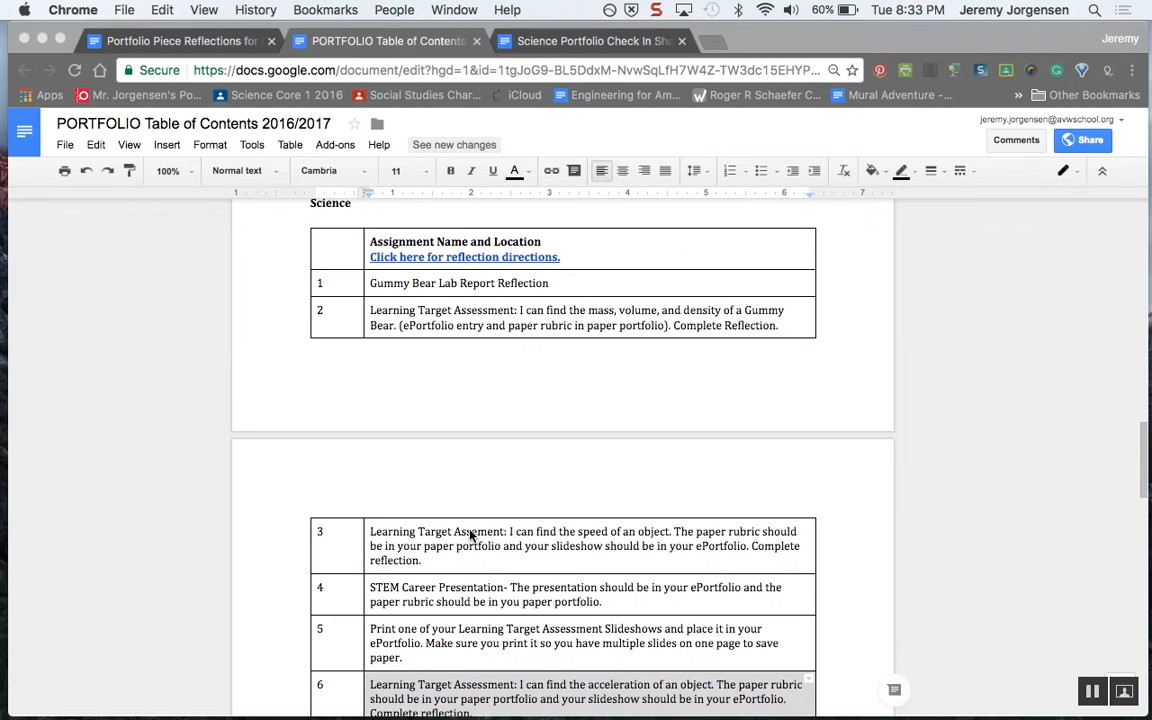 Chrome File Edit View History Bookmarks People Window Help 60% Tue 8:33 PM Jeremy Jorgensen
Portfolio Piece Reflections for PORTFOLIO Table of Contents Science Portfolio Check In She Jeremy
Secure https://docs.google.com/document/edit?hgd=1&id=1tgJoG9-BL5DdxM-NvwSqLfH7W4Z-TW3dc15EHYP...
Apps Mr. Jorgensen's Po... Science Core 1 2016 Social Studies Char... iCloud Engineering for Am... Roger R Schaefer C... Mural Adventure -... » Other Bookmarks
PORTFOLIO Table of Contents 2016/2017 jeremy.jorgensen@avwschool.org
File Edit View Insert Format Tools Table Add-ons Help See new changes Comments Share
100% Normal text Cambria 11 B I U A
1 1 2 3 4 5 6 7
Science
Assignment Name and Location
Click here for reflection directions.
1 Gummy Bear Lab Report Reflection
2 Learning Target Assessment: I can find the mass, volume, and density of a Gummy
Bear. (ePortfolio entry and paper rubric in paper portfolio). Complete Reflection.
3 Learning Target Assement: I can find the speed of an object. The paper rubric should
be in your paper portfolio and your slideshow should be in your ePortfolio. Complete
reflection.
4 STEM Career Presentation- The presentation should be in your ePortfolio and the
paper rubric should be in you paper portfolio.
5 Print one of your Learning Target Assessment Slideshows and place it in your
ePortfolio. Make sure you print it so you have multiple slides on one page to save
paper.
6 Learning Target Assessment: I can find the acceleration of an object. The paper rubric
should be in your paper portfolio and your slideshow should be in your ePortfolio.
Complete reflection.